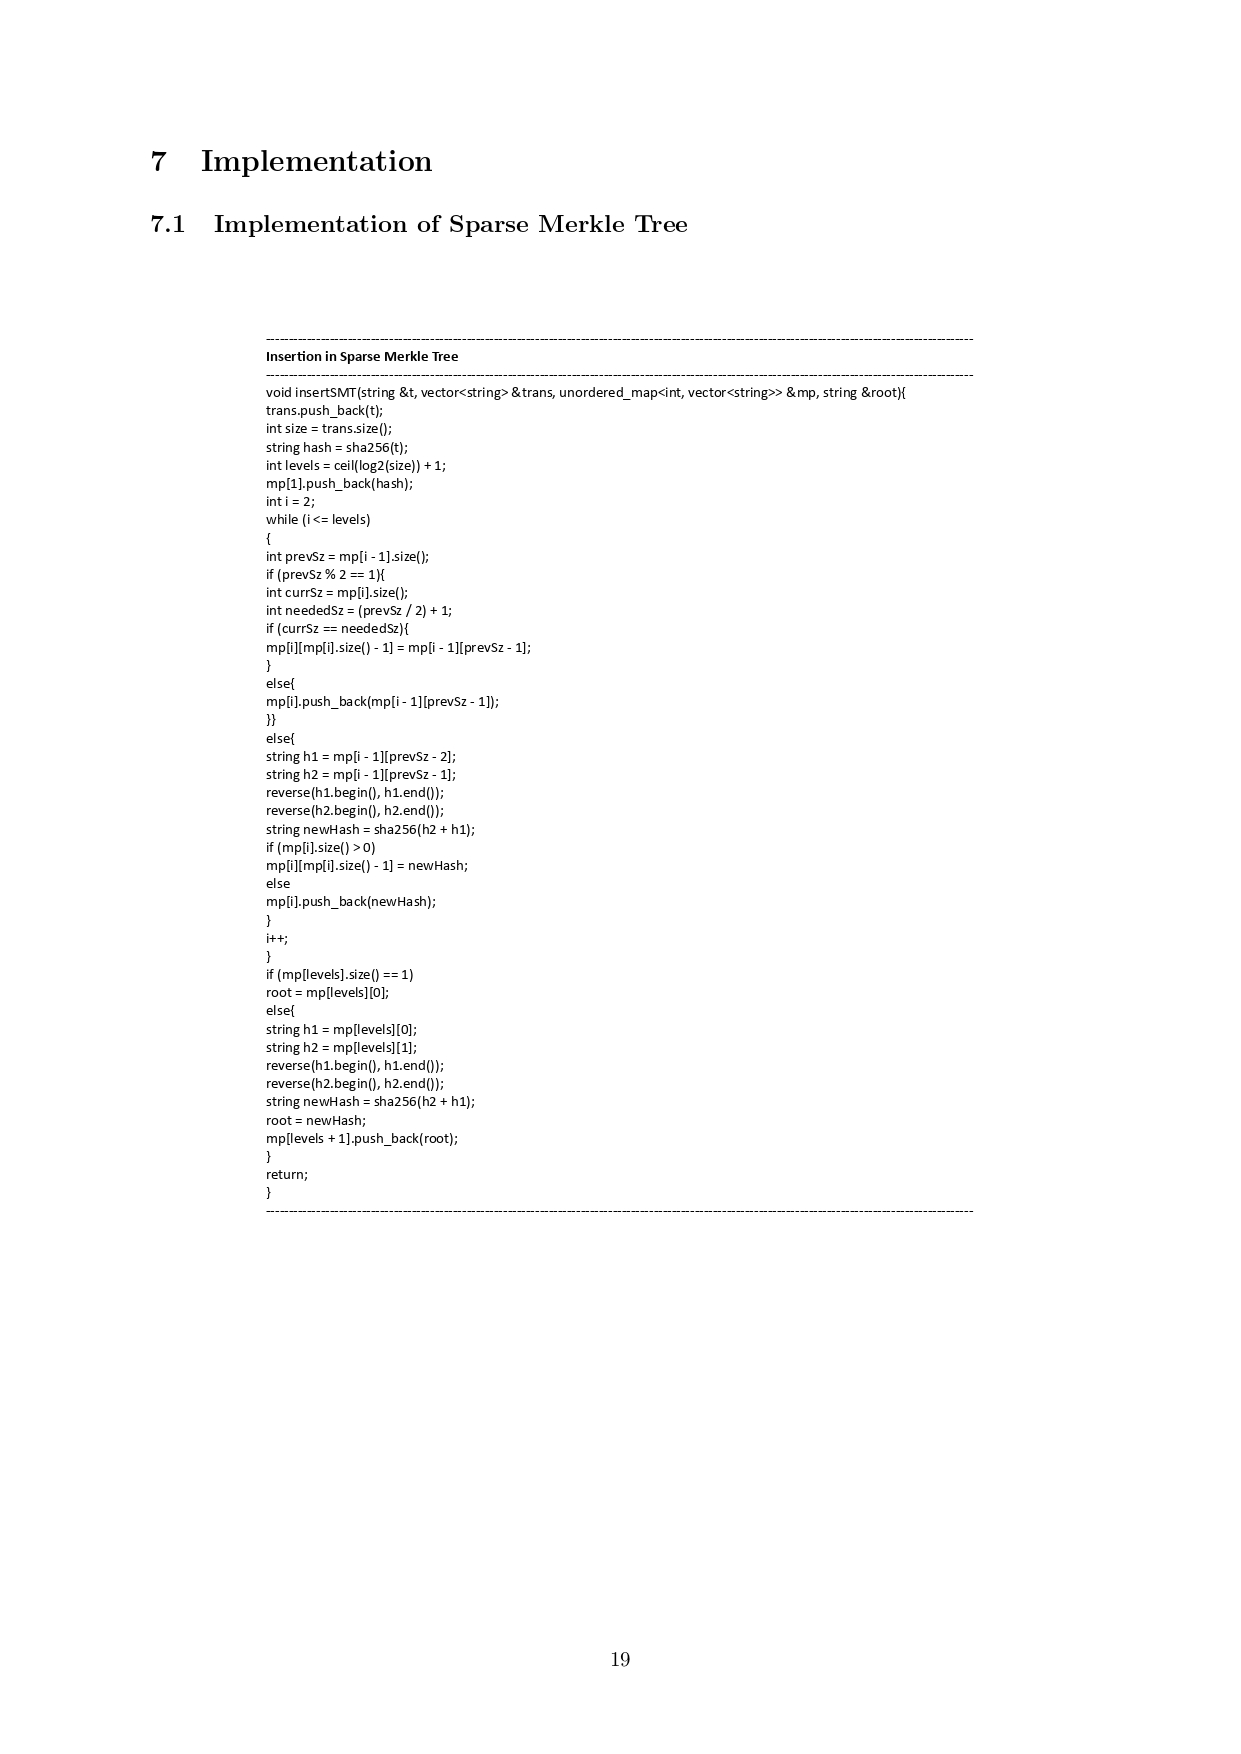 7 Implementation
7.1 Implementation of Sparse Merkle Tree
Insertion in Sparse Merkle Tree
void insertSMT(string &t, vector<string> &trans, unordered_map<int, vector<string>> &mp, string &root){
trans.push_back(t);
int size = trans.size();
string hash = sha256(t);
int levels = ceil(log2(size)) + 1;
mp[1].push_back(hash);
int i = 2;
while (i <= levels)
{
int prevSz = mp[i - 1].size();
if (prevSz % 2 == 1){
int currSz = mp[i].size();
int neededSz = (prevSz / 2) + 1;
if (currSz == neededSz){
mp[i][mp[i].size() - 1] = mp[i - 1][prevSz - 1];
}
else{
mp[i].push_back(mp[i - 1][prevSz - 1]);
}}
else{
string h1 = mp[i - 1][prevSz - 2];
string h2 = mp[i - 1][prevSz - 1];
reverse(h1.begin(), h1.end());
reverse(h2.begin(), h2.end());
string newHash = sha256(h2 + h1);
if (mp[i].size() > 0)
mp[i][mp[i].size() - 1] = newHash;
else
mp[i].push_back(newHash);
}
i++;
}
if (mp[levels].size() == 1)
root = mp[levels][0];
else{
string h1 = mp[levels][0];
string h2 = mp[levels][1];
reverse(h1.begin(), h1.end());
reverse(h2.begin(), h2.end());
string newHash = sha256(h2 + h1);
root = newHash;
mp[levels + 1].push_back(root);
}
return;
}
19